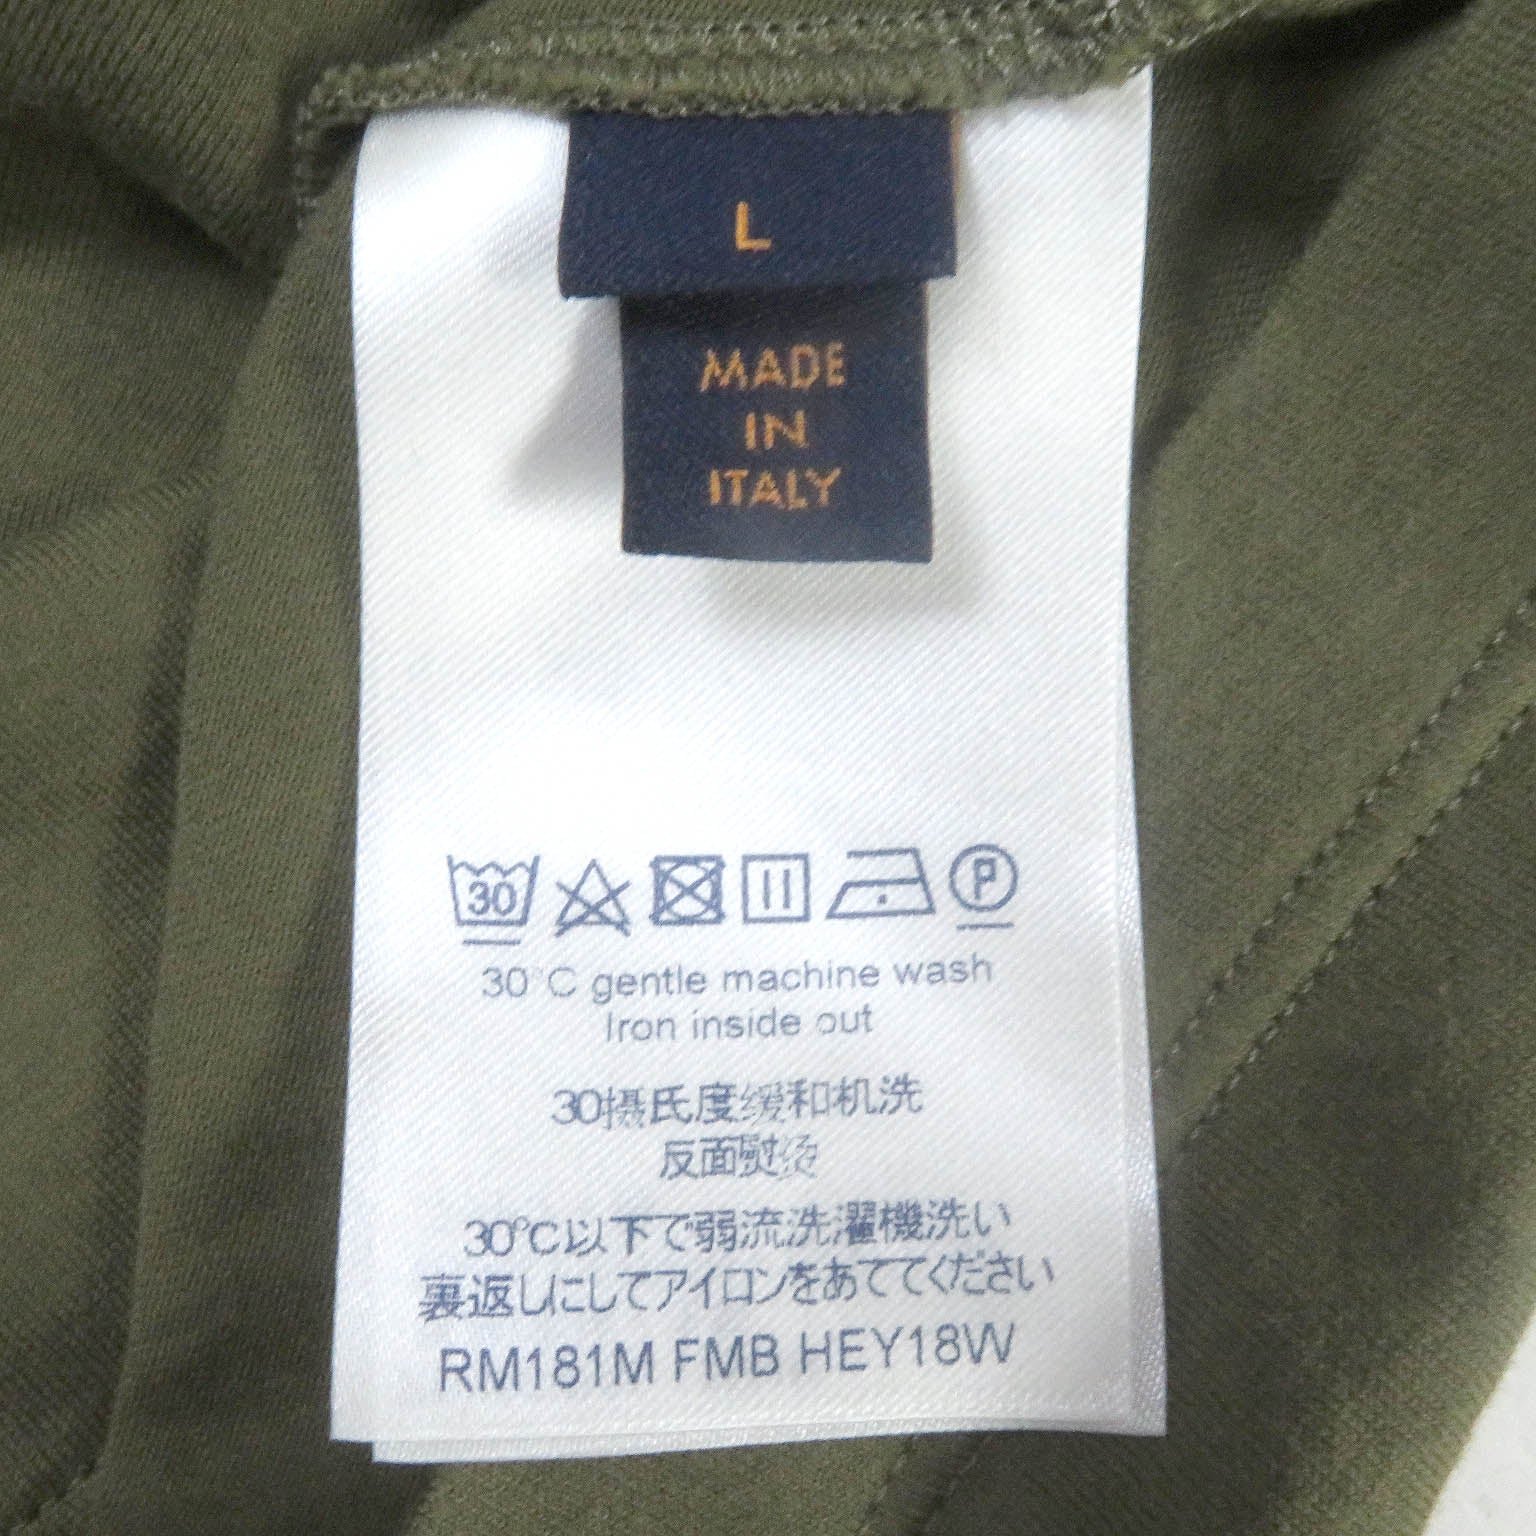 L
MADE
IN
ITALY
30
P
30°C gentle machine wash
Iron inside out
30摄氏度缓和机洗
反面熨烫
30℃以下で弱流洗濯機洗い
裏返しにしてアイロンをあててください
RM181M FMB HEY18W